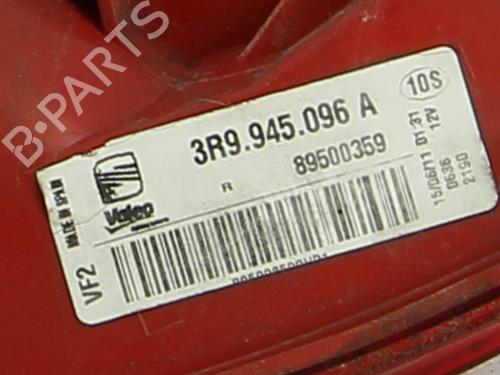 B-PARTS
3R9.945.096 A
10S
R
89500359
MADE IN SPAIN
Valeo
VF2
15/06/11 01:31
0636 12V
2150